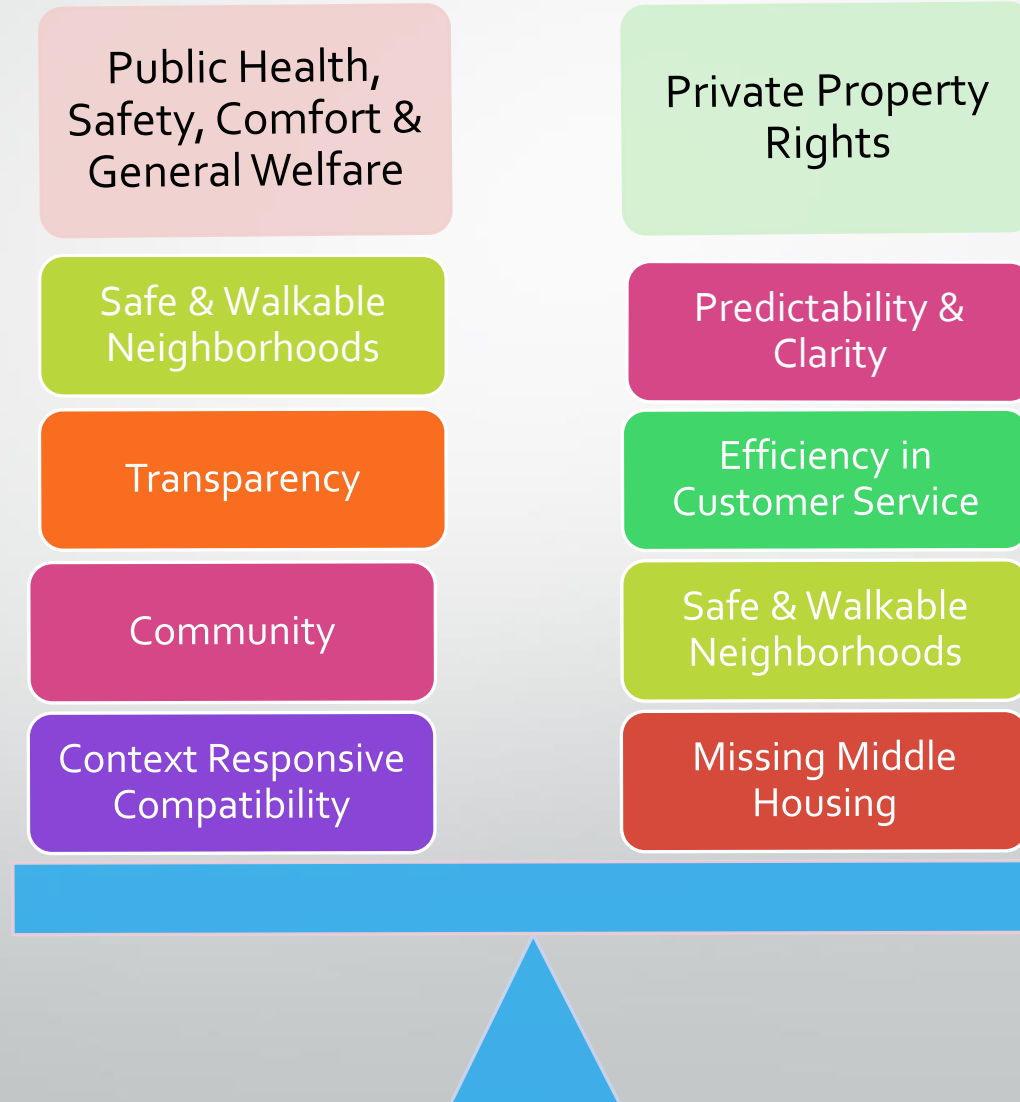 Public Health,
Safety, Comfort &
General Welfare
Safe & Walkable
Neighborhoods
Transparency
Community
Context Responsive
Compatibility
Private Property
Rights
Predictability &
Clarity
Efficiency in
Customer Service
Safe & Walkable
Neighborhoods
Missing Middle
Housing